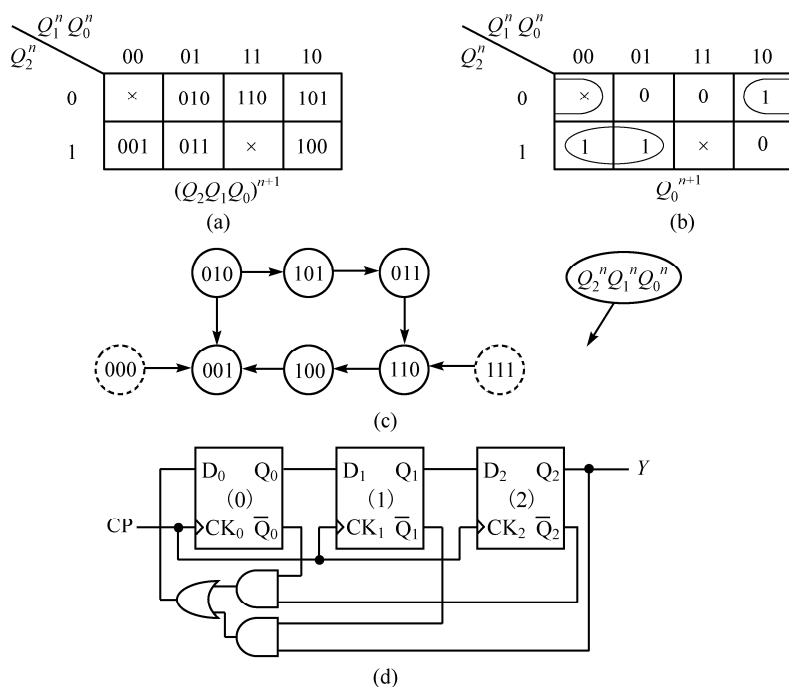 Q₁ⁿ Q₀ⁿ
Q₂ⁿ
00 01 11 10
0 × 010 110 101
1 001 011 × 100
(Q₂Q₁Q₀)ⁿ⁺¹
(a)
Q₁ⁿ Q₀ⁿ
Q₂ⁿ
00 01 11 10
0 × 0 0 1
1 1 1 × 0
Q₀ⁿ⁺¹
(b)
010 101 011
Q₂ⁿQ₁ⁿQ₀ⁿ
000 001 100 110 111
(c)
D₀ Q₀ D₁ Q₁ D₂ Q₂ Y
(0) (1) (2)
CP CK₀ Q̅₀ CK₁ Q̅₁ CK₂ Q̅₂
(d)